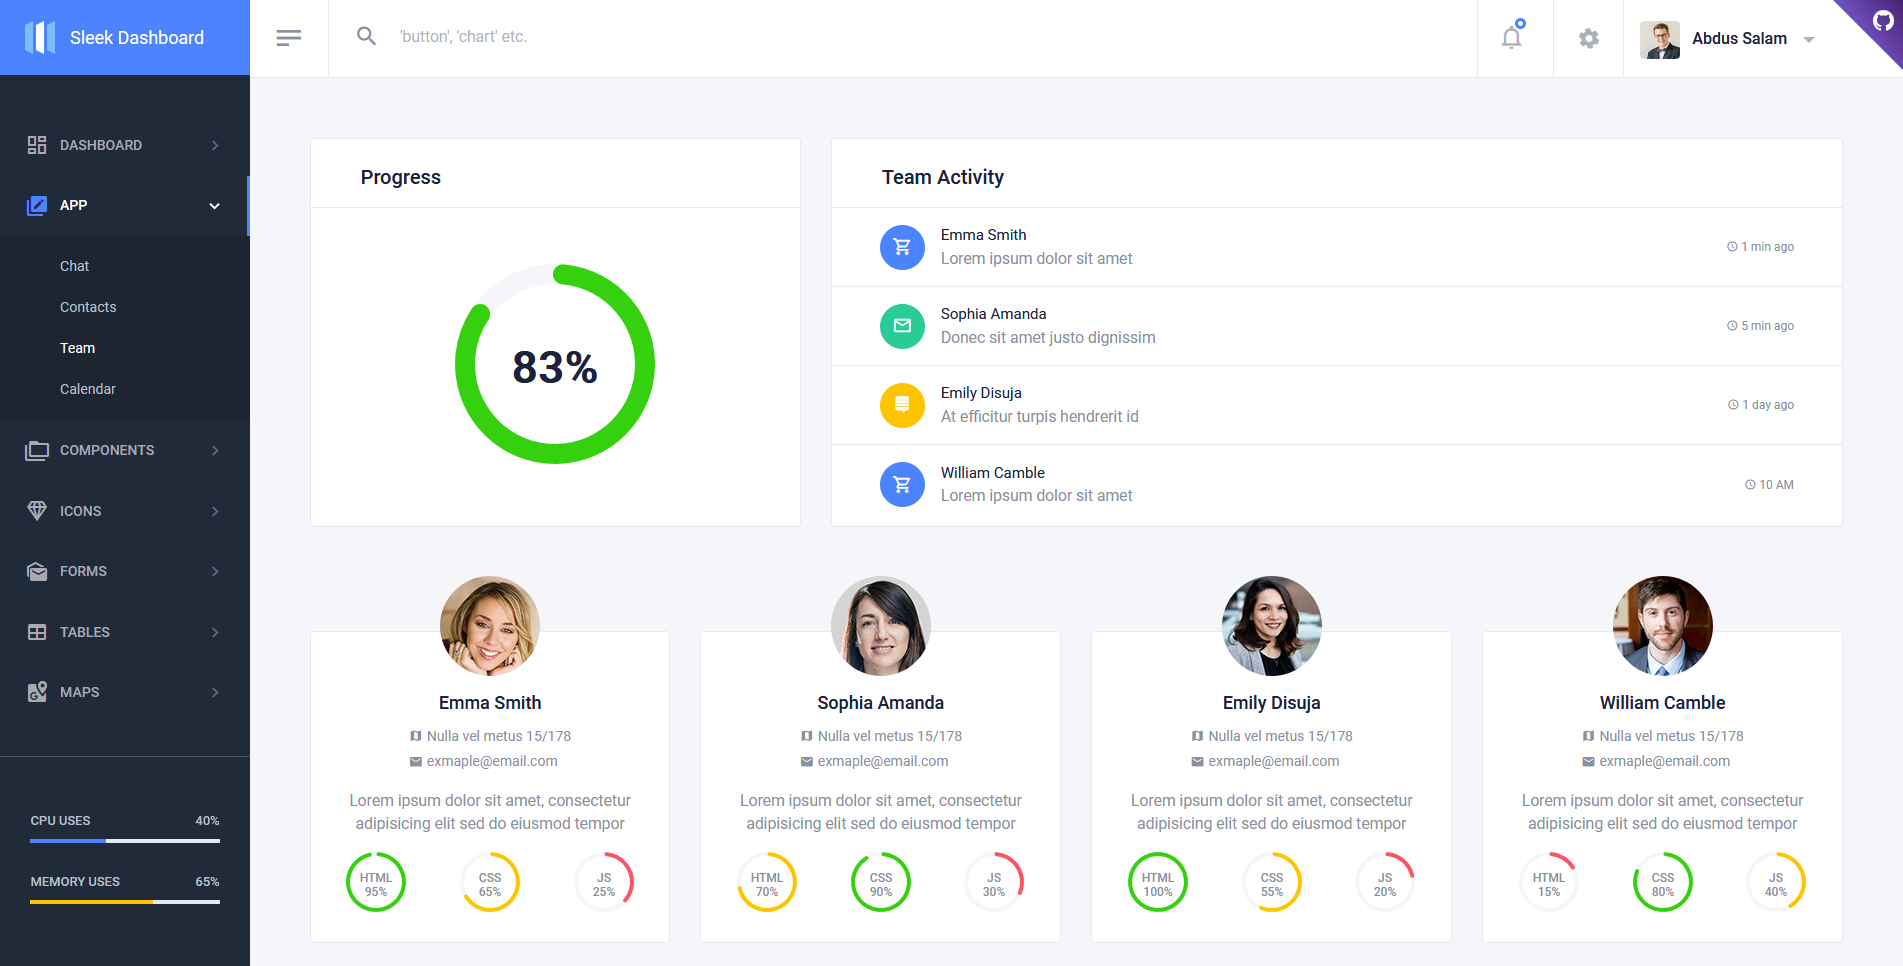 Sleek Dashboard
'button', 'chart' etc.
Abdus Salam
DASHBOARD
APP
Chat
Contacts
Team
Calendar
COMPONENTS
ICONS
FORMS
TABLES
MAPS
CPU USES 40%
MEMORY USES 65%
Progress
83%
Team Activity
Emma Smith
Lorem ipsum dolor sit amet
1 min ago
Sophia Amanda
Donec sit amet justo dignissim
5 min ago
Emily Disuja
At efficitur turpis hendrerit id
1 day ago
William Camble
Lorem ipsum dolor sit amet
10 AM
Emma Smith
Nulla vel metus 15/178
exmaple@email.com
Lorem ipsum dolor sit amet, consectetur
adipisicing elit sed do eiusmod tempor
HTML
95%
CSS
65%
JS
25%
Sophia Amanda
Nulla vel metus 15/178
exmaple@email.com
Lorem ipsum dolor sit amet, consectetur
adipisicing elit sed do eiusmod tempor
HTML
70%
CSS
90%
JS
30%
Emily Disuja
Nulla vel metus 15/178
exmaple@email.com
Lorem ipsum dolor sit amet, consectetur
adipisicing elit sed do eiusmod tempor
HTML
100%
CSS
55%
JS
20%
William Camble
Nulla vel metus 15/178
exmaple@email.com
Lorem ipsum dolor sit amet, consectetur
adipisicing elit sed do eiusmod tempor
HTML
15%
CSS
80%
JS
40%